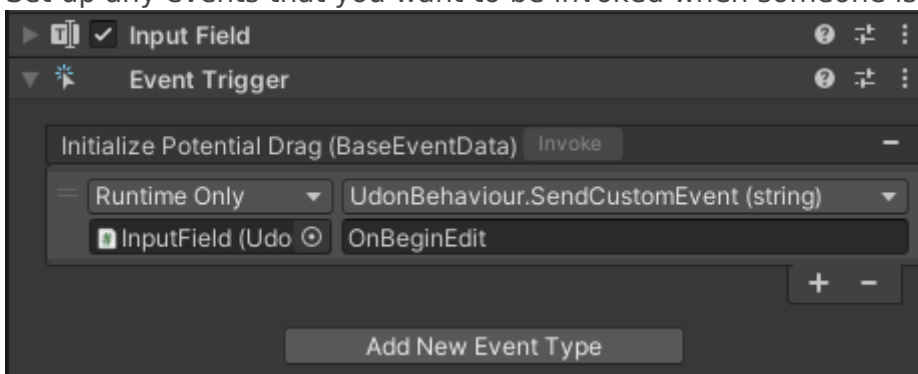 Set up any events that you want to be invoked when someone is
Input Field
Event Trigger
Initialize Potential Drag (BaseEventData) Invoke
Runtime Only UdonBehaviour.SendCustomEvent (string)
InputField (Udo OnBeginEdit
Add New Event Type